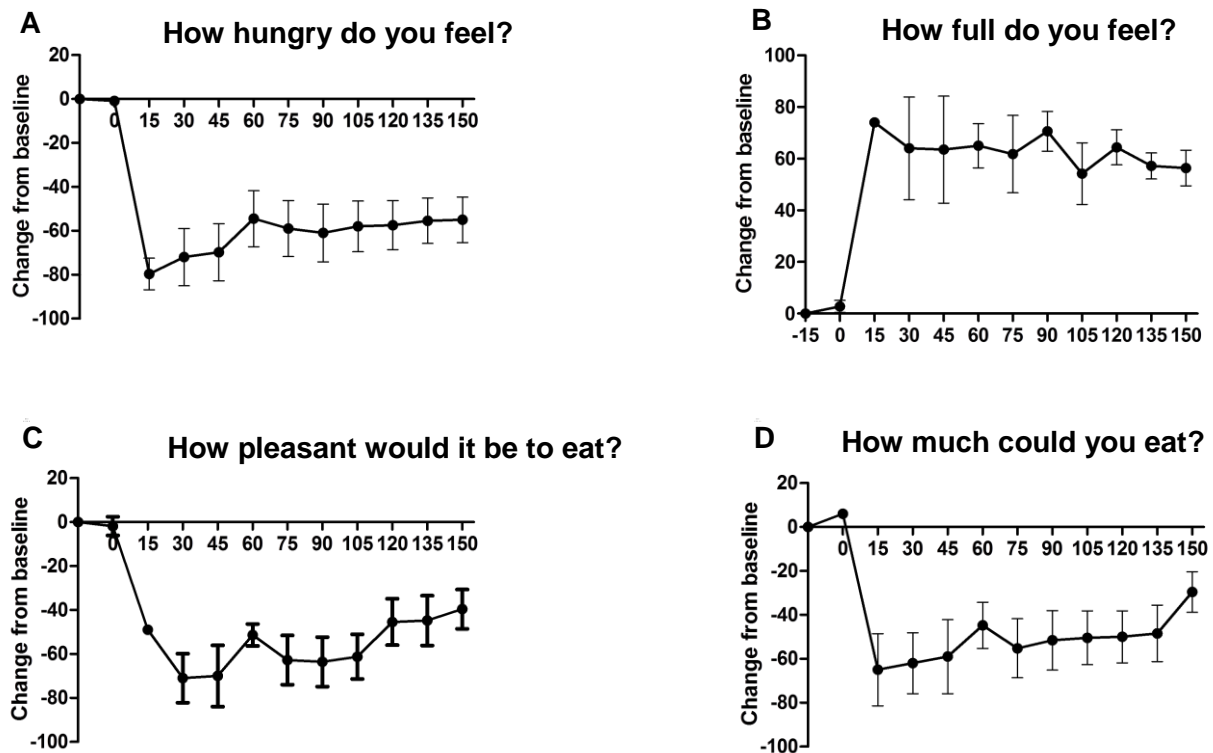 A
How hungry do you feel?
Change from baseline
20
0
-20
-40
-60
-80
-100
0 15 30 45 60 75 90 105 120 135 150
B
How full do you feel?
Change from baseline
100
80
60
40
20
0
-15 0 15 30 45 60 75 90 105 120 135 150
C
How pleasant would it be to eat?
Change from baseline
20
0
-20
-40
-60
-80
-100
0 15 30 45 60 75 90 105 120 135 150
D
How much could you eat?
Change from baseline
20
0
-20
-40
-60
-80
-100
0 15 30 45 60 75 90 105 120 135 150